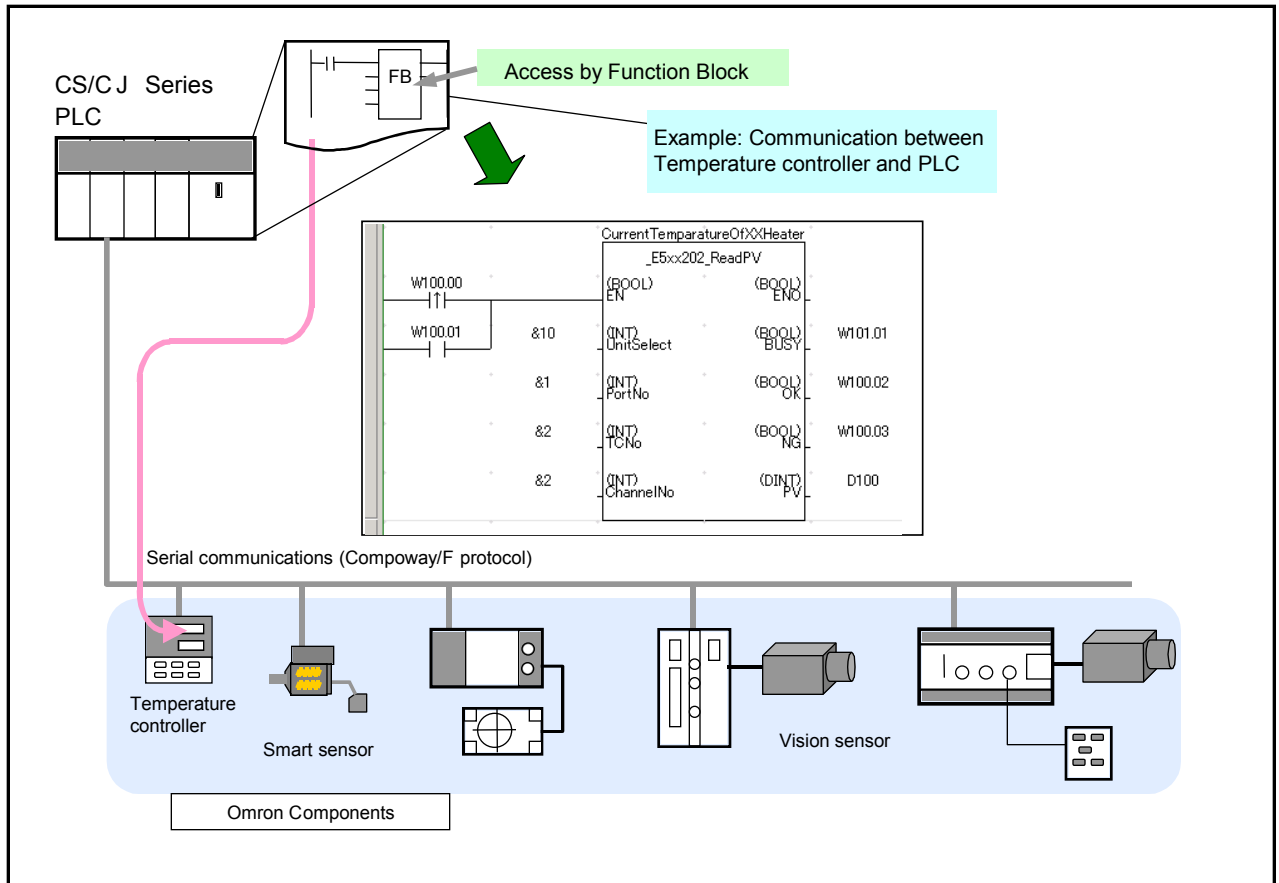 FB
Access by Function Block
CS/CJ Series
PLC
Example: Communication between
Temperature controller and PLC
CurrentTemparatureOfXXHeater
_E5xx202_ReadPV
W100.00
(BOOL)
EN
(BOOL)
ENO
W100.01
&10
(INT)
UnitSelect
(BOOL)
BUSY
W101.01
&1
(INT)
PortNo
(BOOL)
OK
W100.02
&2
(INT)
TCNo
(BOOL)
NG
W100.03
&2
(INT)
ChannelNo
(DINT)
PV
D100
Serial communications (Compoway/F protocol)
Temperature
controller
Smart sensor
Vision sensor
Omron Components